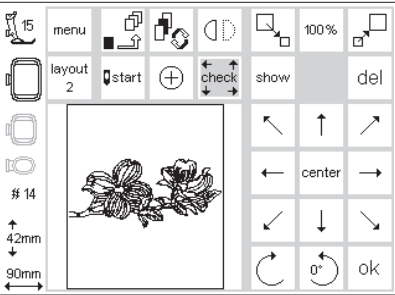 15
menu
100%
layout
2
start
check
show
del
center
# 14
42mm
90mm
0°
ok